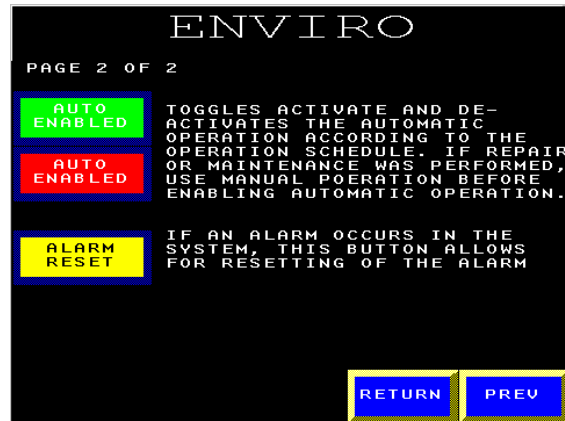 ENVIRO
PAGE 2 OF 2
AUTO
ENABLED
TOGGLES ACTIVATE AND DE-
ACTIVATES THE AUTOMATIC
OPERATION ACCORDING TO THE
OPERATION SCHEDULE. IF REPAIR
OR MAINTENANCE WAS PERFORMED,
USE MANUAL POERATION BEFORE
ENABLING AUTOMATIC OPERATION.
AUTO
ENABLED
ALARM
RESET
IF AN ALARM OCCURS IN THE
SYSTEM, THIS BUTTON ALLOWS
FOR RESETTING OF THE ALARM
RETURN
PREV